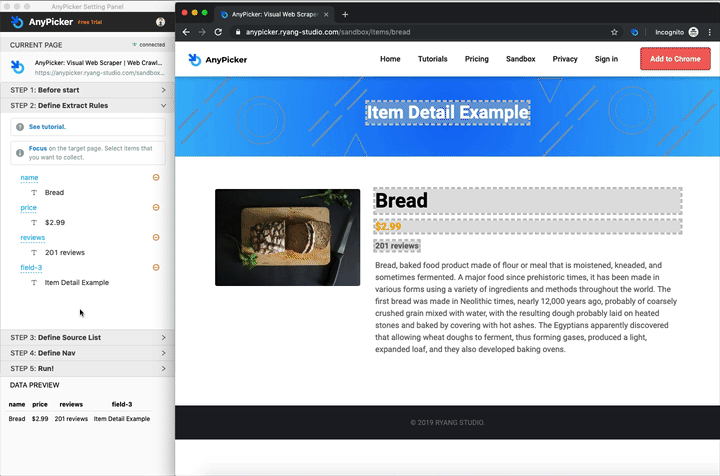 AnyPicker Setting Panel
AnyPicker Free Trial
CURRENT PAGE connected
AnyPicker: Visual Web Scraper | Web Crawl...
https://anypicker.ryang-studio.com/sandbox...
STEP 1: Before start
STEP 2: Define Extract Rules
See tutorial.
Focus on the target page. Select items that
you want to collect.
name
T Bread
price
T $2.99
reviews
T 201 reviews
field-3
T Item Detail Example
STEP 3: Define Source List
STEP 4: Define Nav
STEP 5: Run!
DATA PREVIEW
name price reviews field-3
Bread $2.99 201 reviews Item Detail Example
AnyPicker: Visual Web Scraper
anypicker.ryang-studio.com/sandbox/items/bread
Incognito
AnyPicker
Home Tutorials Pricing Sandbox Privacy Sign in Add to Chrome
Item Detail Example
Bread
$2.99
201 reviews
Bread, baked food product made of flour or meal that is moistened, kneaded, and
sometimes fermented. A major food since prehistoric times, it has been made in
various forms using a variety of ingredients and methods throughout the world. The
first bread was made in Neolithic times, nearly 12,000 years ago, probably of coarsely
crushed grain mixed with water, with the resulting dough probably laid on heated
stones and baked by covering with hot ashes. The Egyptians apparently discovered
that allowing wheat doughs to ferment, thus forming gases, produced a light,
expanded loaf, and they also developed baking ovens.
© 2019 RYANG STUDIO.